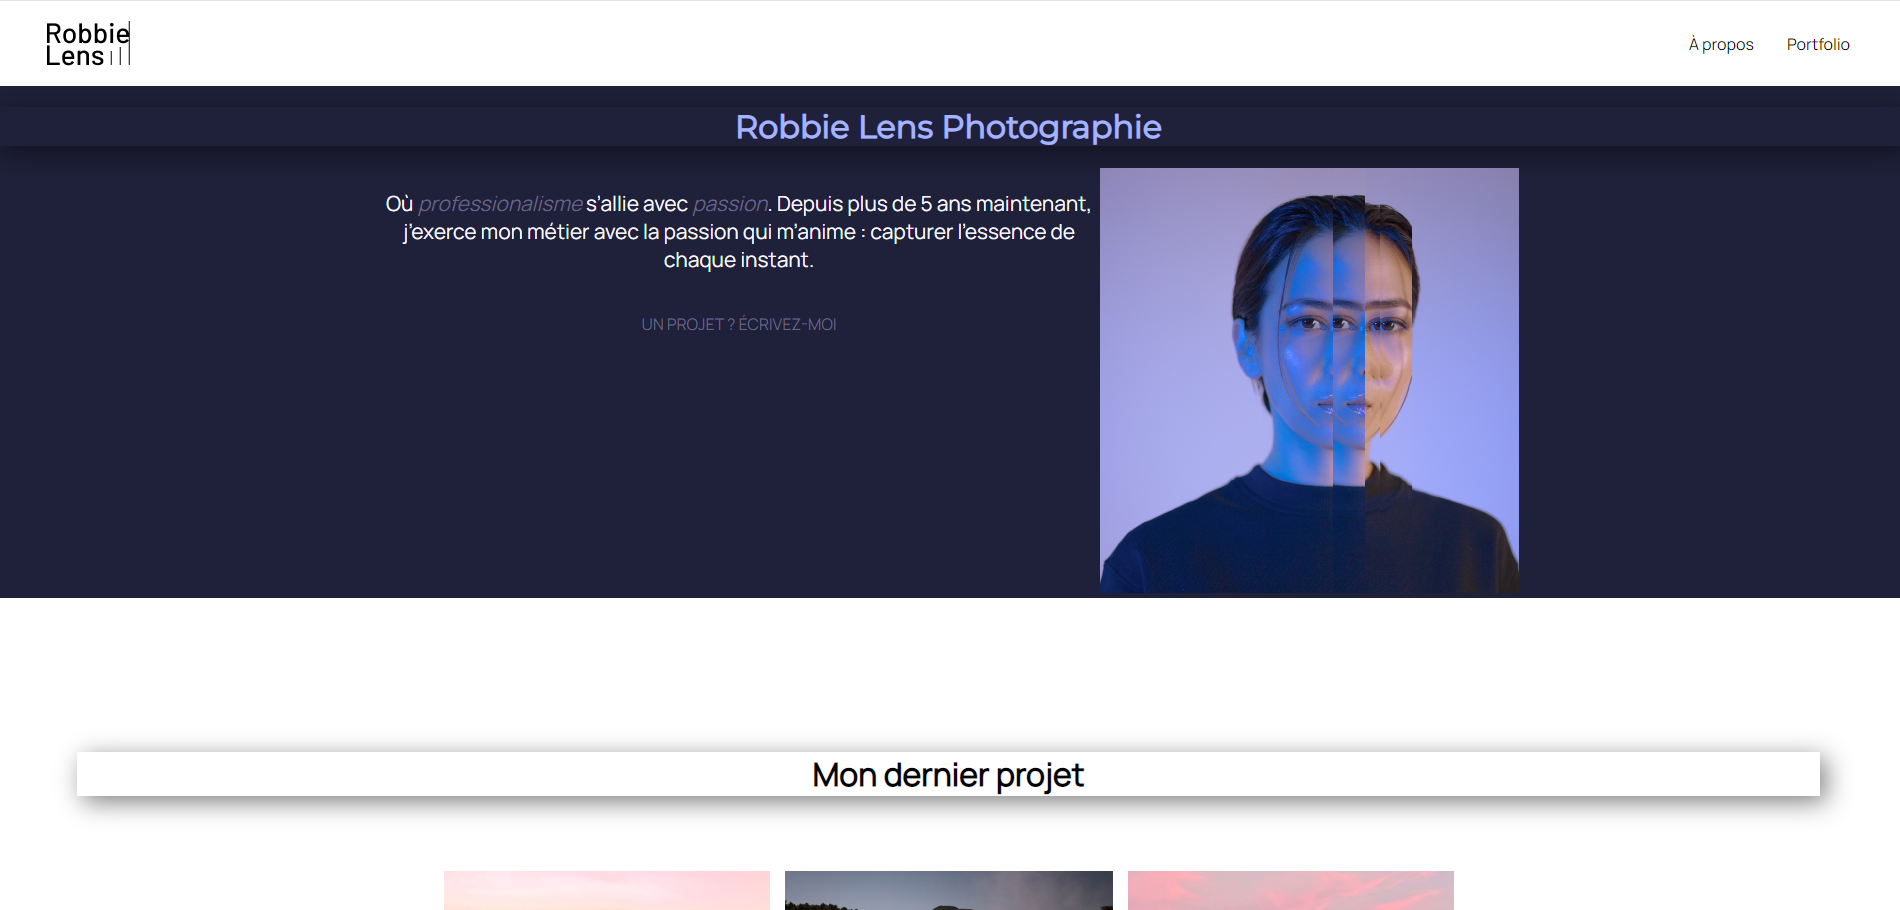 Robbie
Lens
À propos
Portfolio
Robbie Lens Photographie
Où professionalisme s’allie avec passion. Depuis plus de 5 ans maintenant,
j’exerce mon métier avec la passion qui m’anime : capturer l’essence de
chaque instant.
UN PROJET ? ÉCRIVEZ-MOI
Mon dernier projet